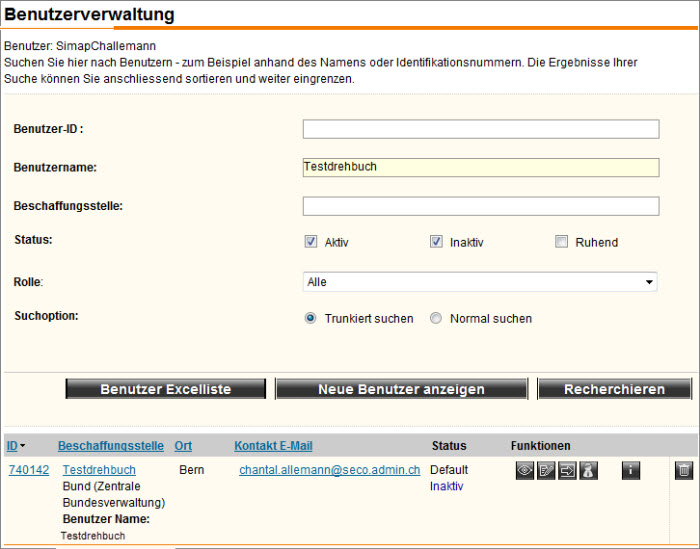 Benutzerverwaltung
Benutzer: SimapChallemann
Suchen Sie hier nach Benutzern - zum Beispiel anhand des Namens oder Identifikationsnummern. Die Ergebnisse Ihrer
Suche können Sie anschliessend sortieren und weiter eingrenzen.
Benutzer-ID :
Benutzername: Testdrehbuch
Beschaffungsstelle:
Status: Aktiv Inaktiv Ruhend
Rolle: Alle
Suchoption: Trunkiert suchen Normal suchen
Benutzer Excelliste Neue Benutzer anzeigen Recherchieren
ID Beschaffungsstelle Ort Kontakt E-Mail Status Funktionen
740142 Testdrehbuch Bern chantal.allemann@seco.admin.ch Default
Bund (Zentrale Inaktiv
Bundesverwaltung)
Benutzer Name:
Testdrehbuch